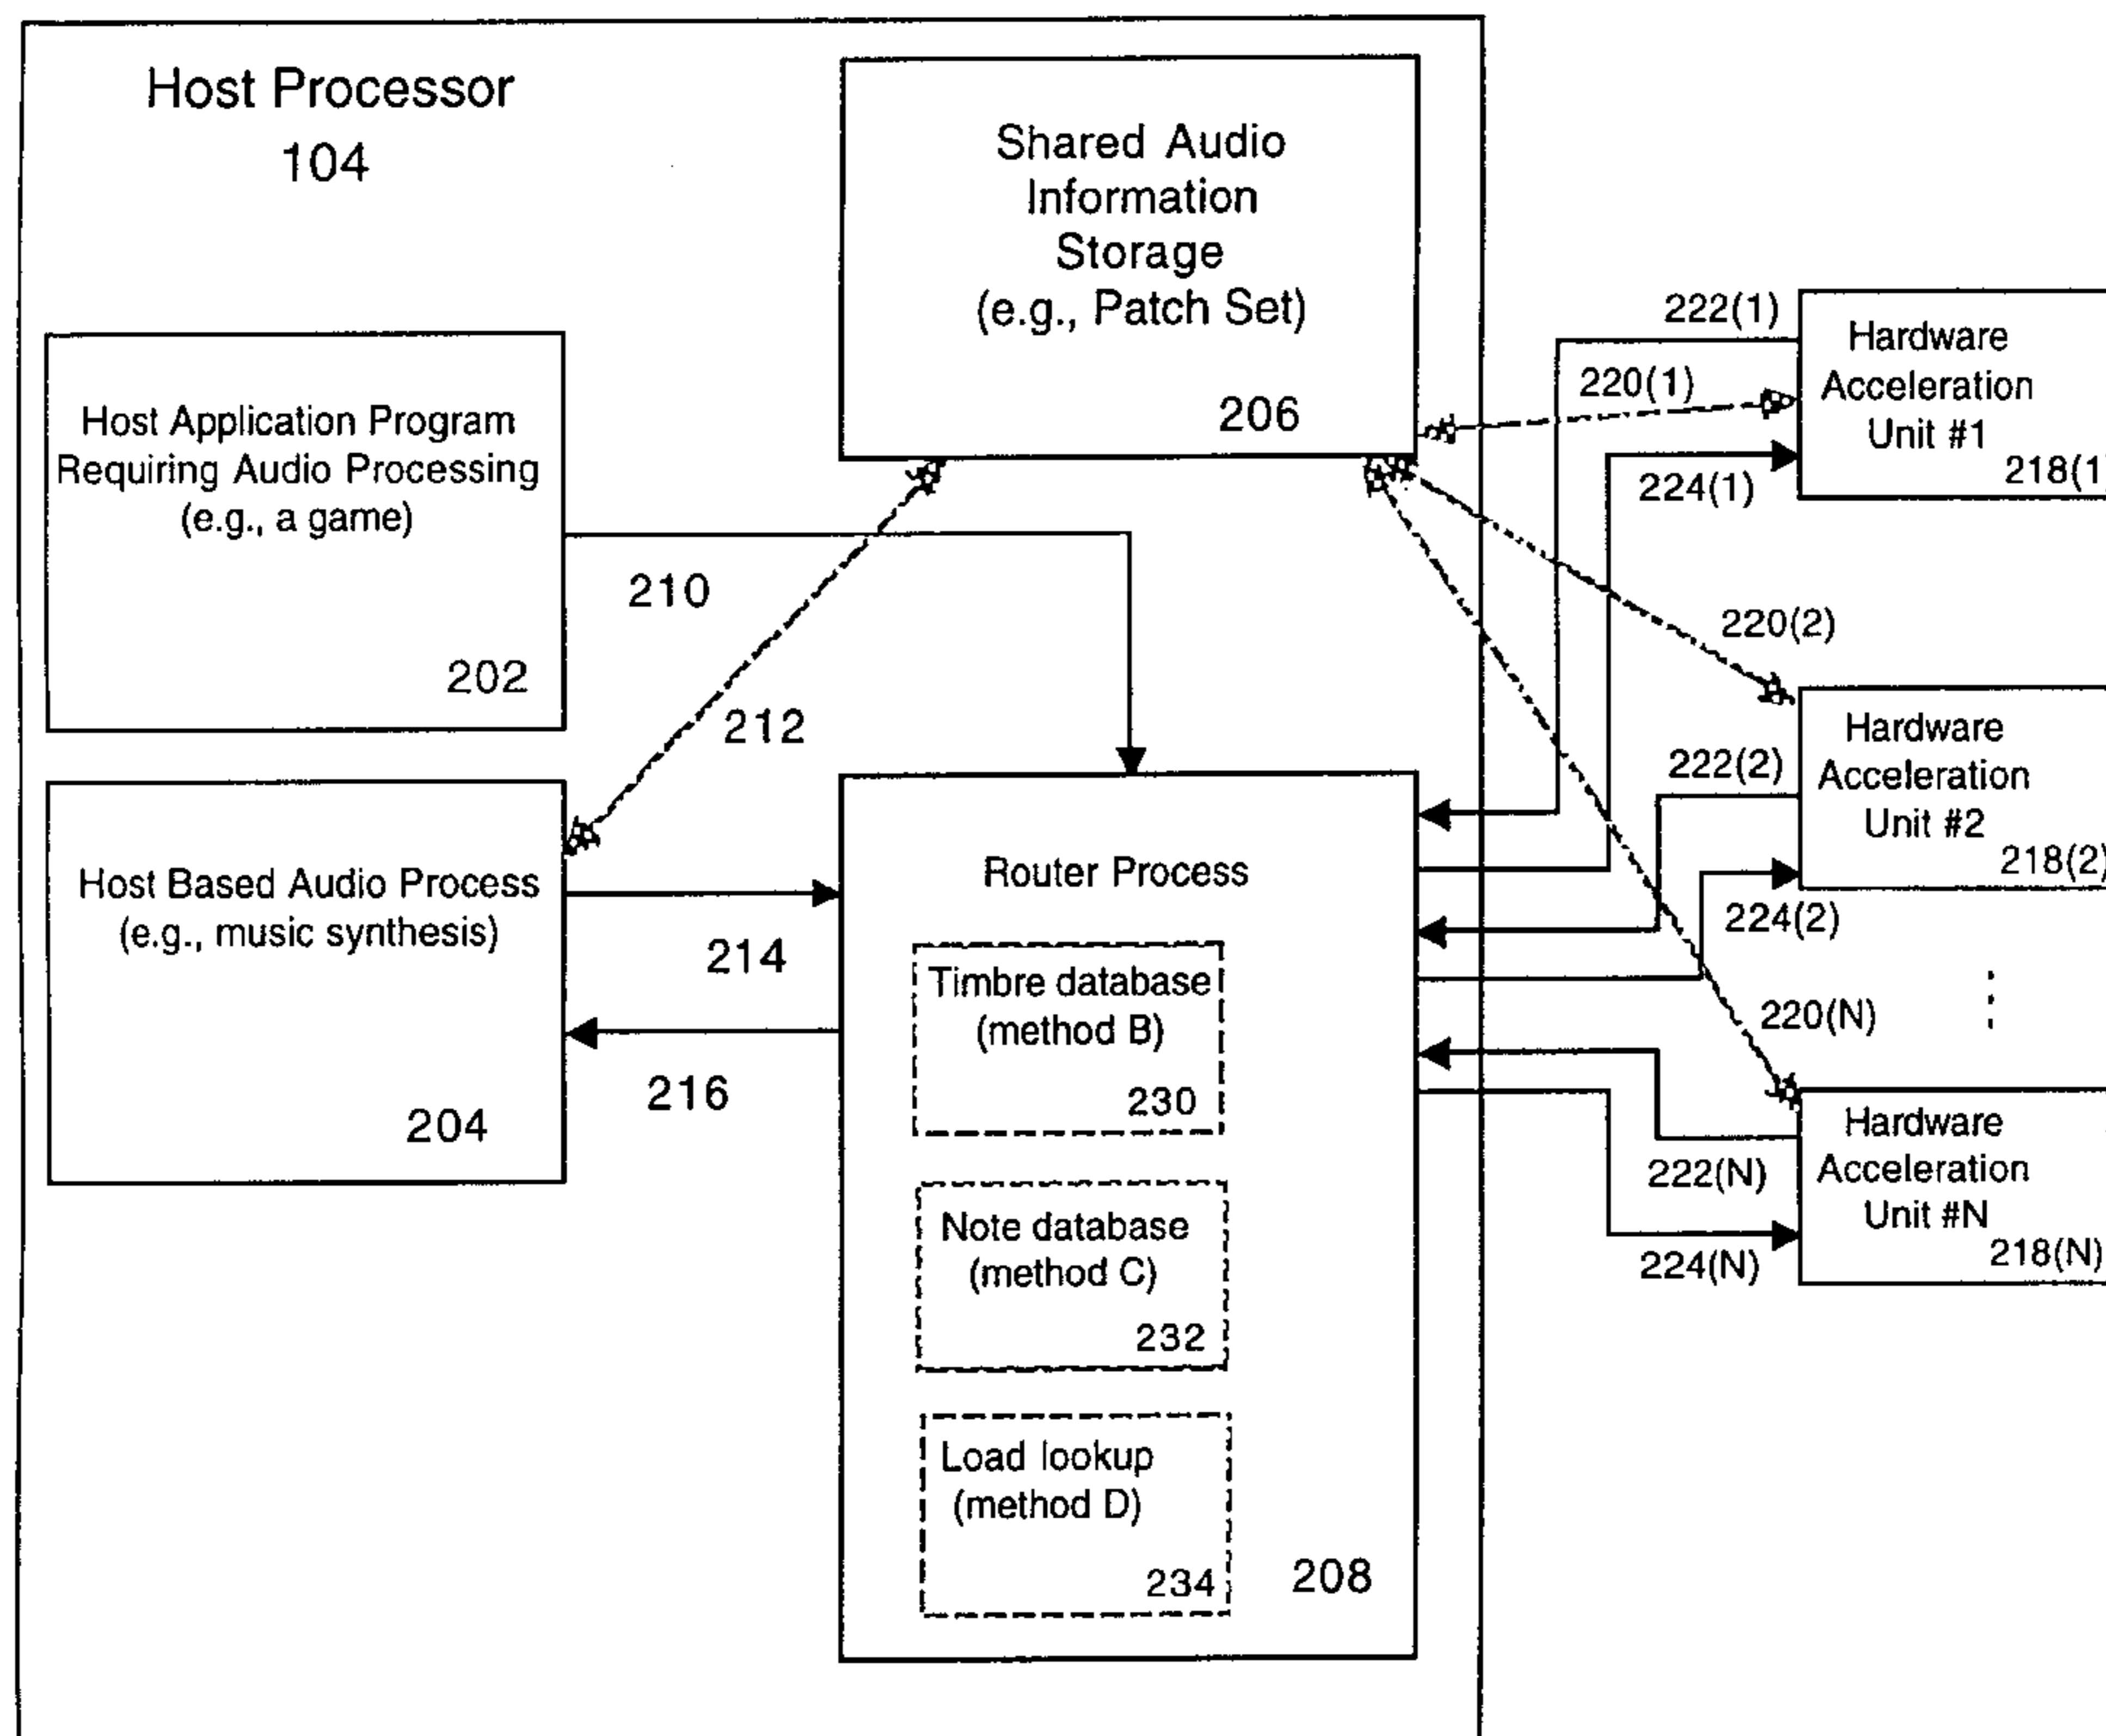 Host Processor
104
Shared Audio
Information
Storage
(e.g., Patch Set)
206
Host Application Program
Requiring Audio Processing
(e.g., a game)
202
210
212
Host Based Audio Process
(e.g., music synthesis)
204
214
216
Router Process
Timbre database
(method B)
230
Note database
(method C)
232
Load lookup
(method D)
234
208
222(1)
220(1)
224(1)
Hardware
Acceleration
Unit #1
218(1)
220(2)
222(2)
224(2)
Hardware
Acceleration
Unit #2
218(2)
220(N)
222(N)
224(N)
Hardware
Acceleration
Unit #N
218(N)